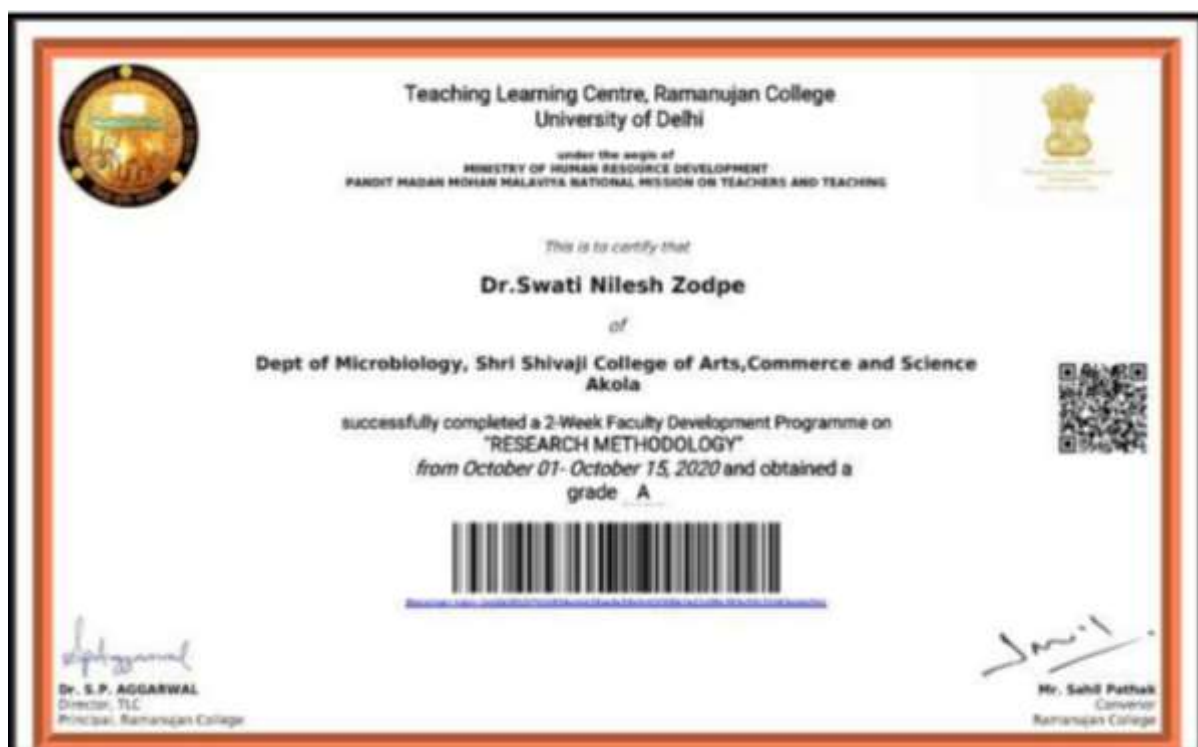 Teaching Learning Centre, Ramanujan College
University of Delhi
under the aegis of
MINISTRY OF HUMAN RESOURCE DEVELOPMENT
PANDIT MADAN MOHAN MALAVIYA NATIONAL MISSION ON TEACHERS AND TEACHING
This is to certify that
Dr.Swati Nilesh Zodpe
of
Dept of Microbiology, Shri Shivaji College of Arts,Commerce and Science
Akola
successfully completed a 2-Week Faculty Development Programme on
"RESEARCH METHODOLOGY"
from October 01- October 15, 2020 and obtained a
grade A
Dr. S.P. AGGARWAL
Director, TLC
Principal, Ramanujan College
Mr. Sahil Pathak
Convenor
Ramanujan College